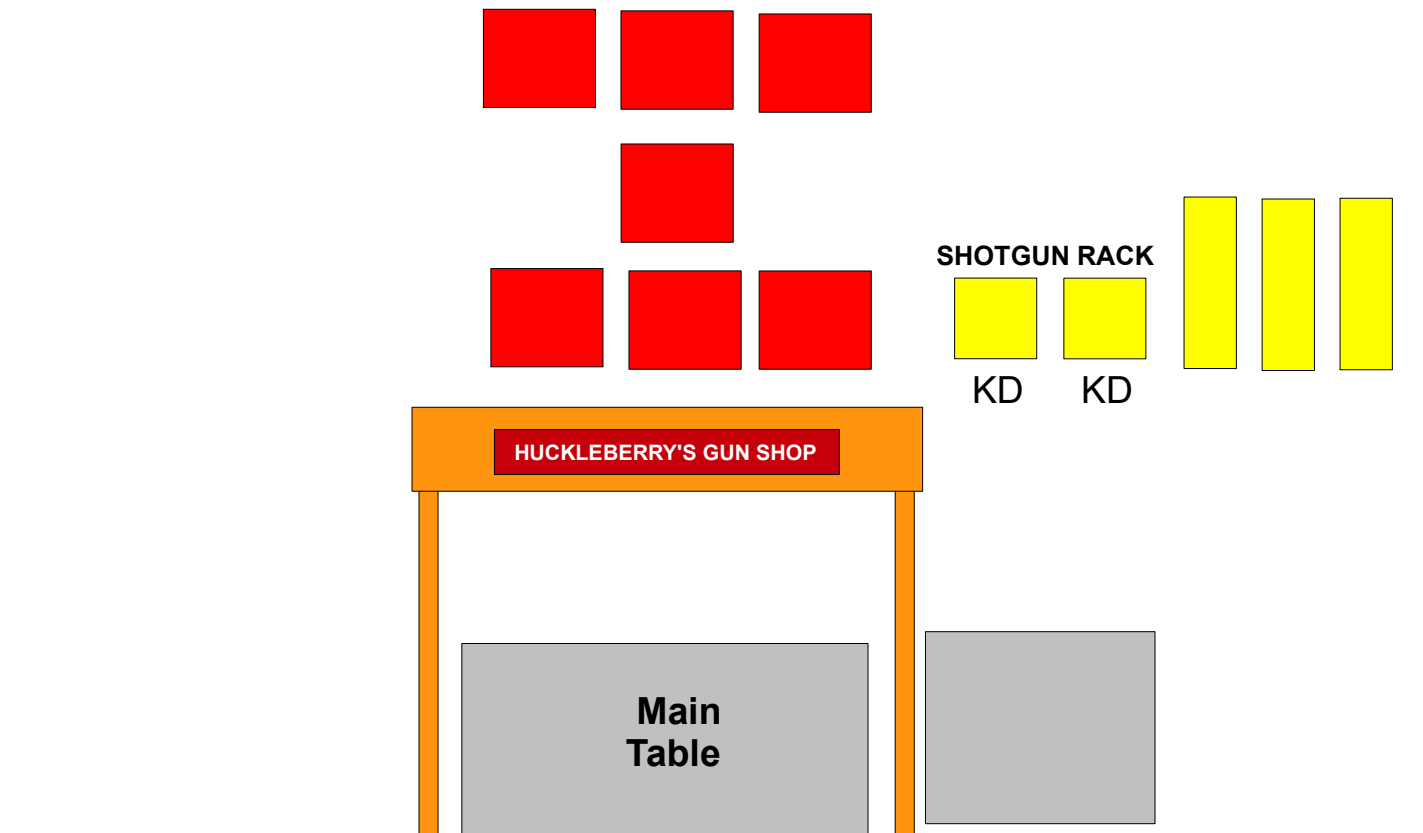 SHOTGUN RACK
KD KD
HUCKLEBERRY'S GUN SHOP
Main
Table